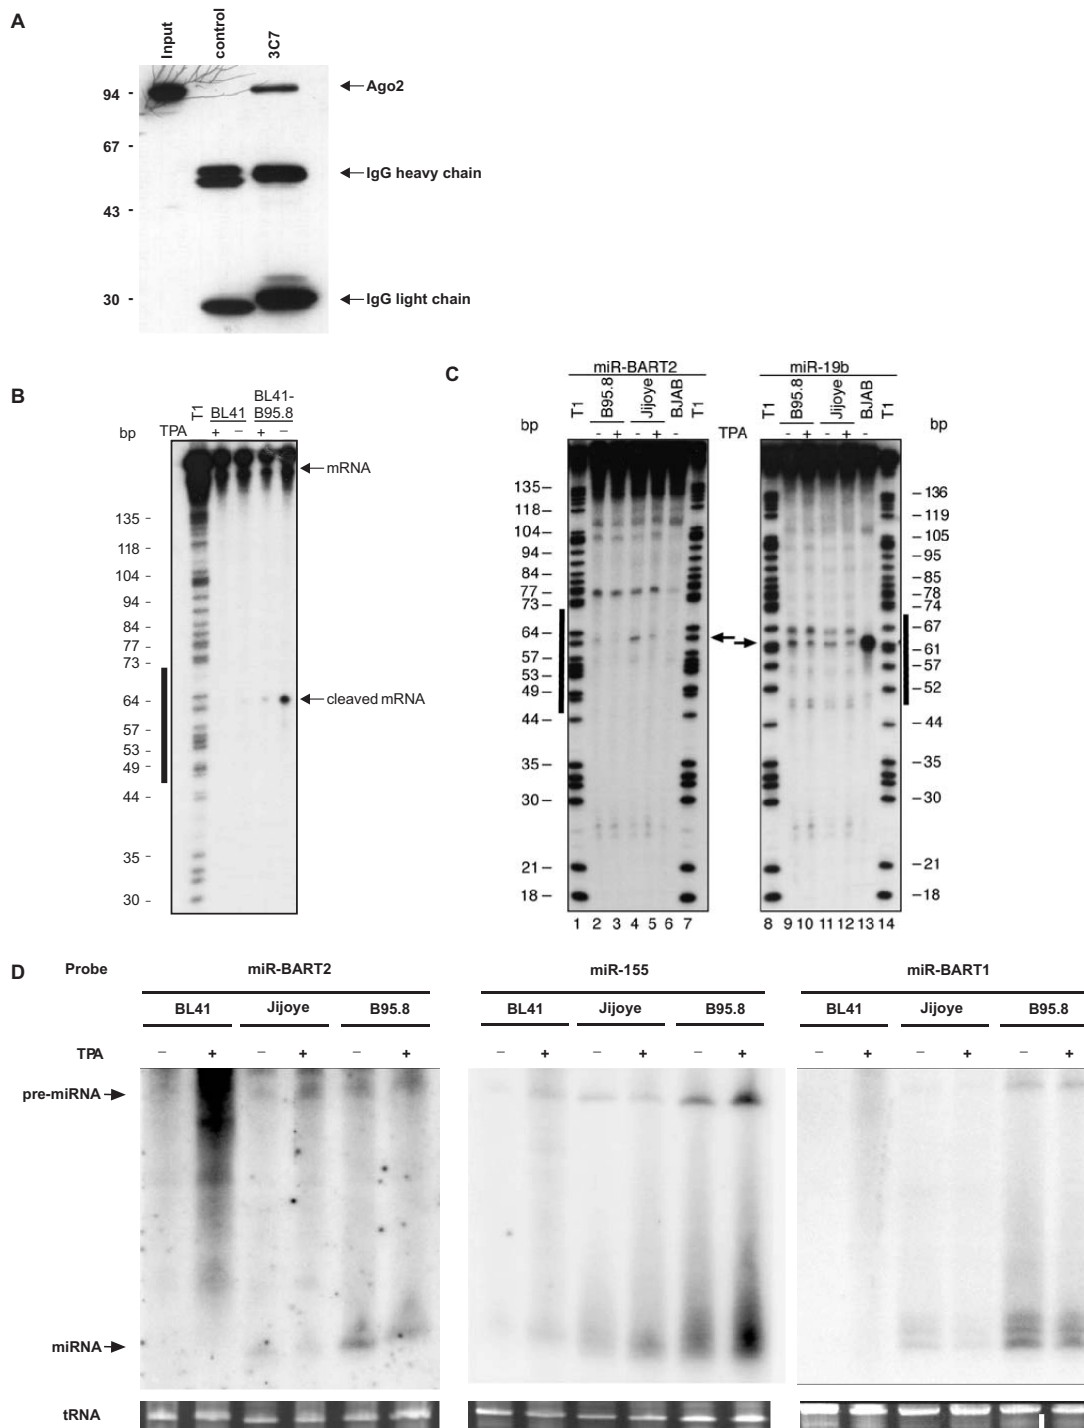 A
Input
control
3C7
94 -
67 -
43 -
30 -
Ago2
IgG heavy chain
IgG light chain
B
bp
T1
BL41
BL41-
B95.8
TPA + – + –
mRNA
cleaved mRNA
135 –
118 –
104 –
94 –
84 –
77 –
73 –
64 –
57 –
53 –
49 –
44 –
35 –
30 –
C
miR-BART2
miR-19b
T1
B95.8
Jijoye
BJAB
T1
T1
B95.8
Jijoye
BJAB
T1
bp
bp
- + - + -
TPA
- + - + -
135 –
118 –
104 –
94 –
84 –
77 –
73 –
64 –
57 –
53 –
49 –
44 –
35 –
30 –
21 –
18 –
– 136
– 119
– 105
– 95
– 85
– 78
– 74
– 67
– 61
– 57
– 52
– 44
– 35
– 30
– 21
– 18
1 2 3 4 5 6 7
8 9 10 11 12 13 14
D
Probe
miR-BART2
miR-155
miR-BART1
BL41 Jijoye B95.8
BL41 Jijoye B95.8
BL41 Jijoye B95.8
TPA
– + – + – +
– + – + – +
– + – + – +
pre-miRNA
miRNA
tRNA